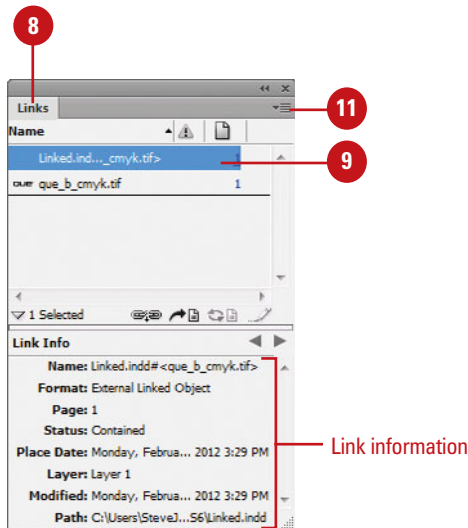 8
Links
11
Name
Linked.ind..._cmyk.tif> 1
9
que que_b_cmyk.tif 1
1 Selected
Link Info
Name: Linked.indd#<que_b_cmyk.tif>
Format: External Linked Object
Page: 1
Status: Contained
Place Date: Monday, Februa... 2012 3:29 PM
Link information
Layer: Layer 1
Modified: Monday, Februa... 2012 3:29 PM
Path: C:\Users\SteveJ...S6\Linked.indd